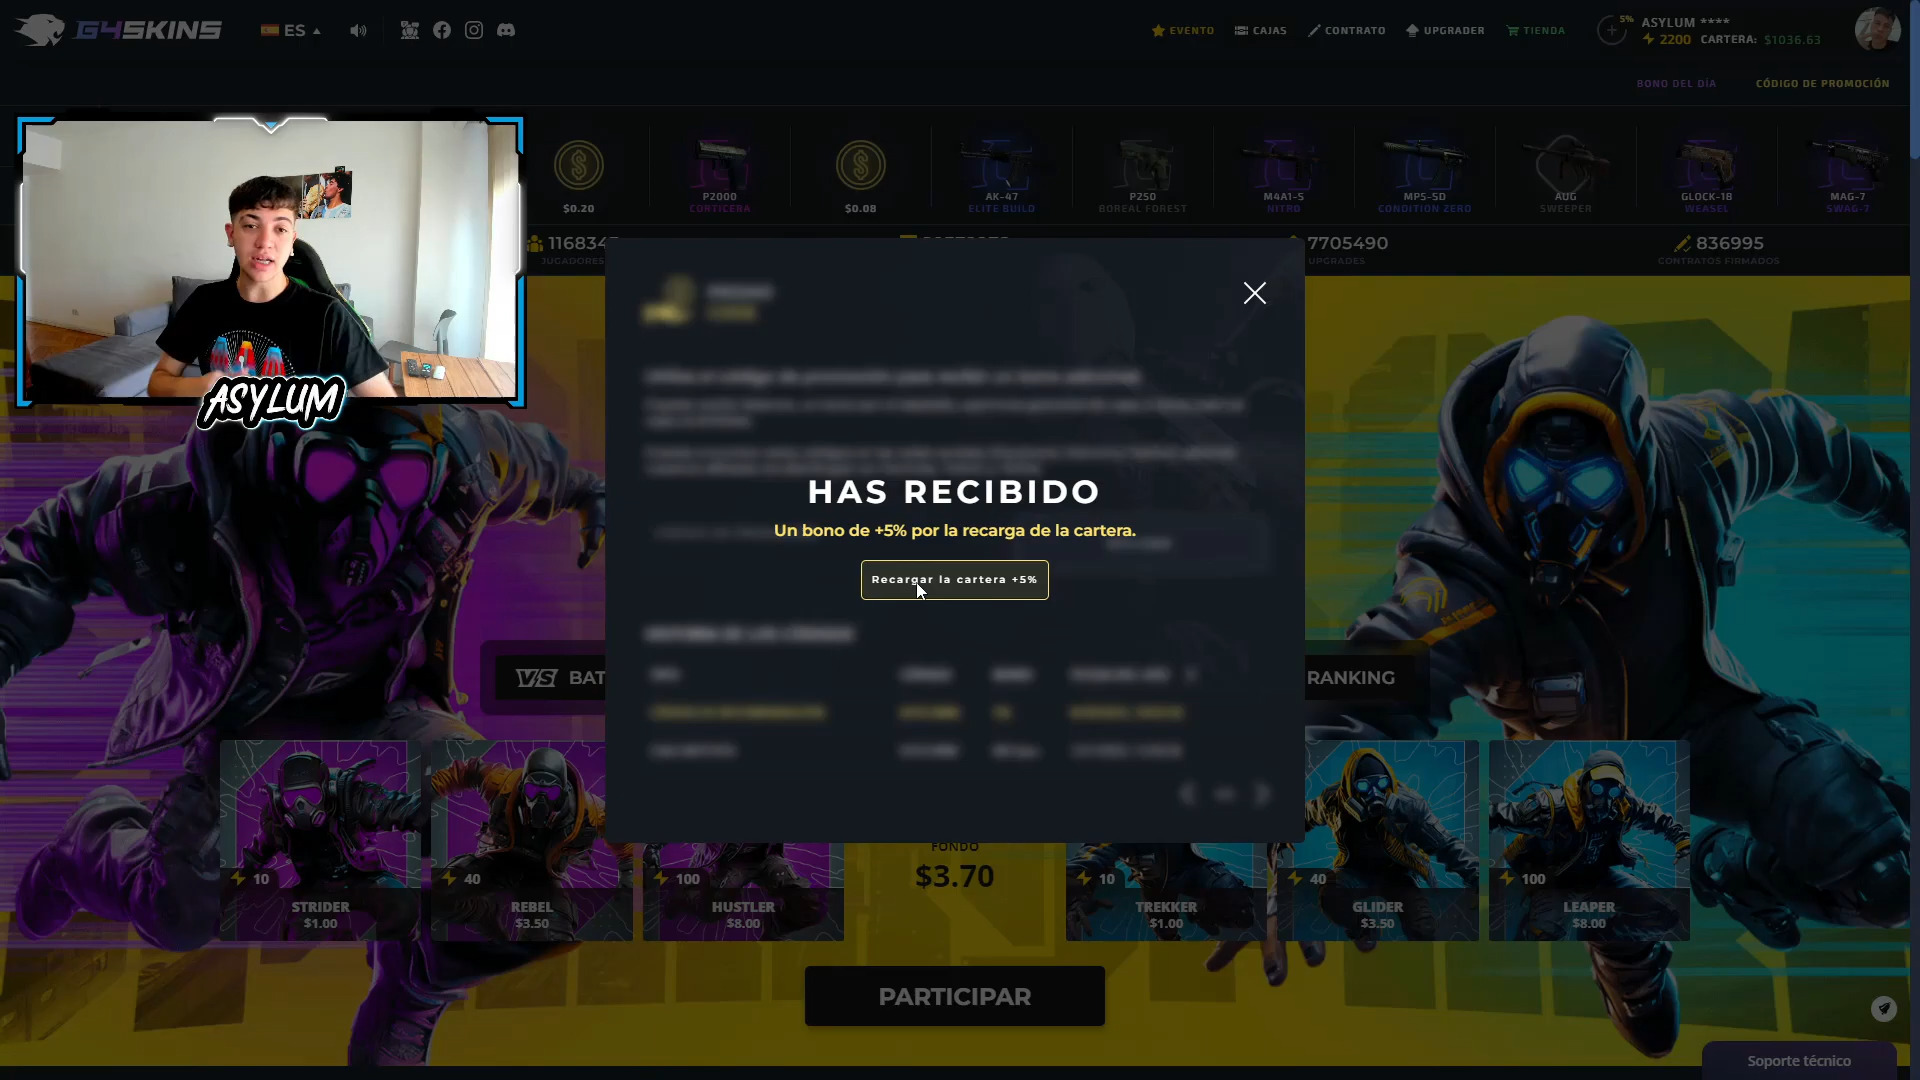 G4SKINS
ES
EVENTO
CAJAS
CONTRATO
UPGRADER
TIENDA
5%
ASYLUM ****
2200 CARTERA: $1036.63
BONO DEL DÍA
CÓDIGO DE PROMOCIÓN
$0.20
P2000
CORTICERA
$0.08
AK-47
ELITE BUILD
P250
BOREAL FOREST
M4A1-S
NITRO
MP5-SD
CONDITION ZERO
AUG
SWEEPER
GLOCK-18
WEASEL
MAG-7
SWAG-7
JUGADORES
7705490
UPGRADES
836995
CONTRATOS FIRMADOS
ASYLUM
HAS RECIBIDO
Un bono de +5% por la recarga de la cartera.
Recargar la cartera +5%
VS BAT
RANKING
10
STRIDER
$1.00
40
REBEL
$3.50
100
HUSTLER
$8.00
FONDO
$3.70
10
TREKKER
$1.00
40
GLIDER
$3.50
100
LEAPER
$8.00
PARTICIPAR
Soporte técnico